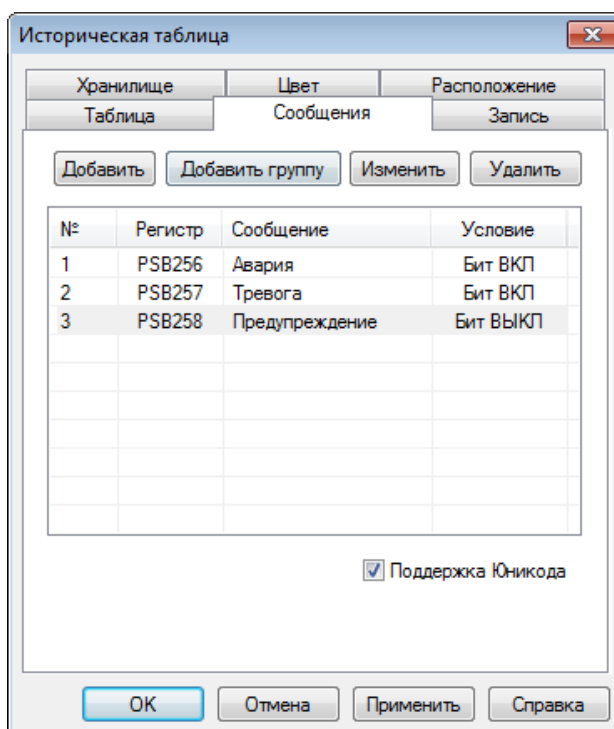 Историческая таблица
Хранилище Цвет Расположение
Таблица Сообщения Запись
Добавить Добавить группу Изменить Удалить
№ Регистр Сообщение Условие
1 PSB256 Авария Бит ВКЛ
2 PSB257 Тревога Бит ВКЛ
3 PSB258 Предупреждение Бит ВЫКЛ
Поддержка Юникода
OK Отмена Применить Справка